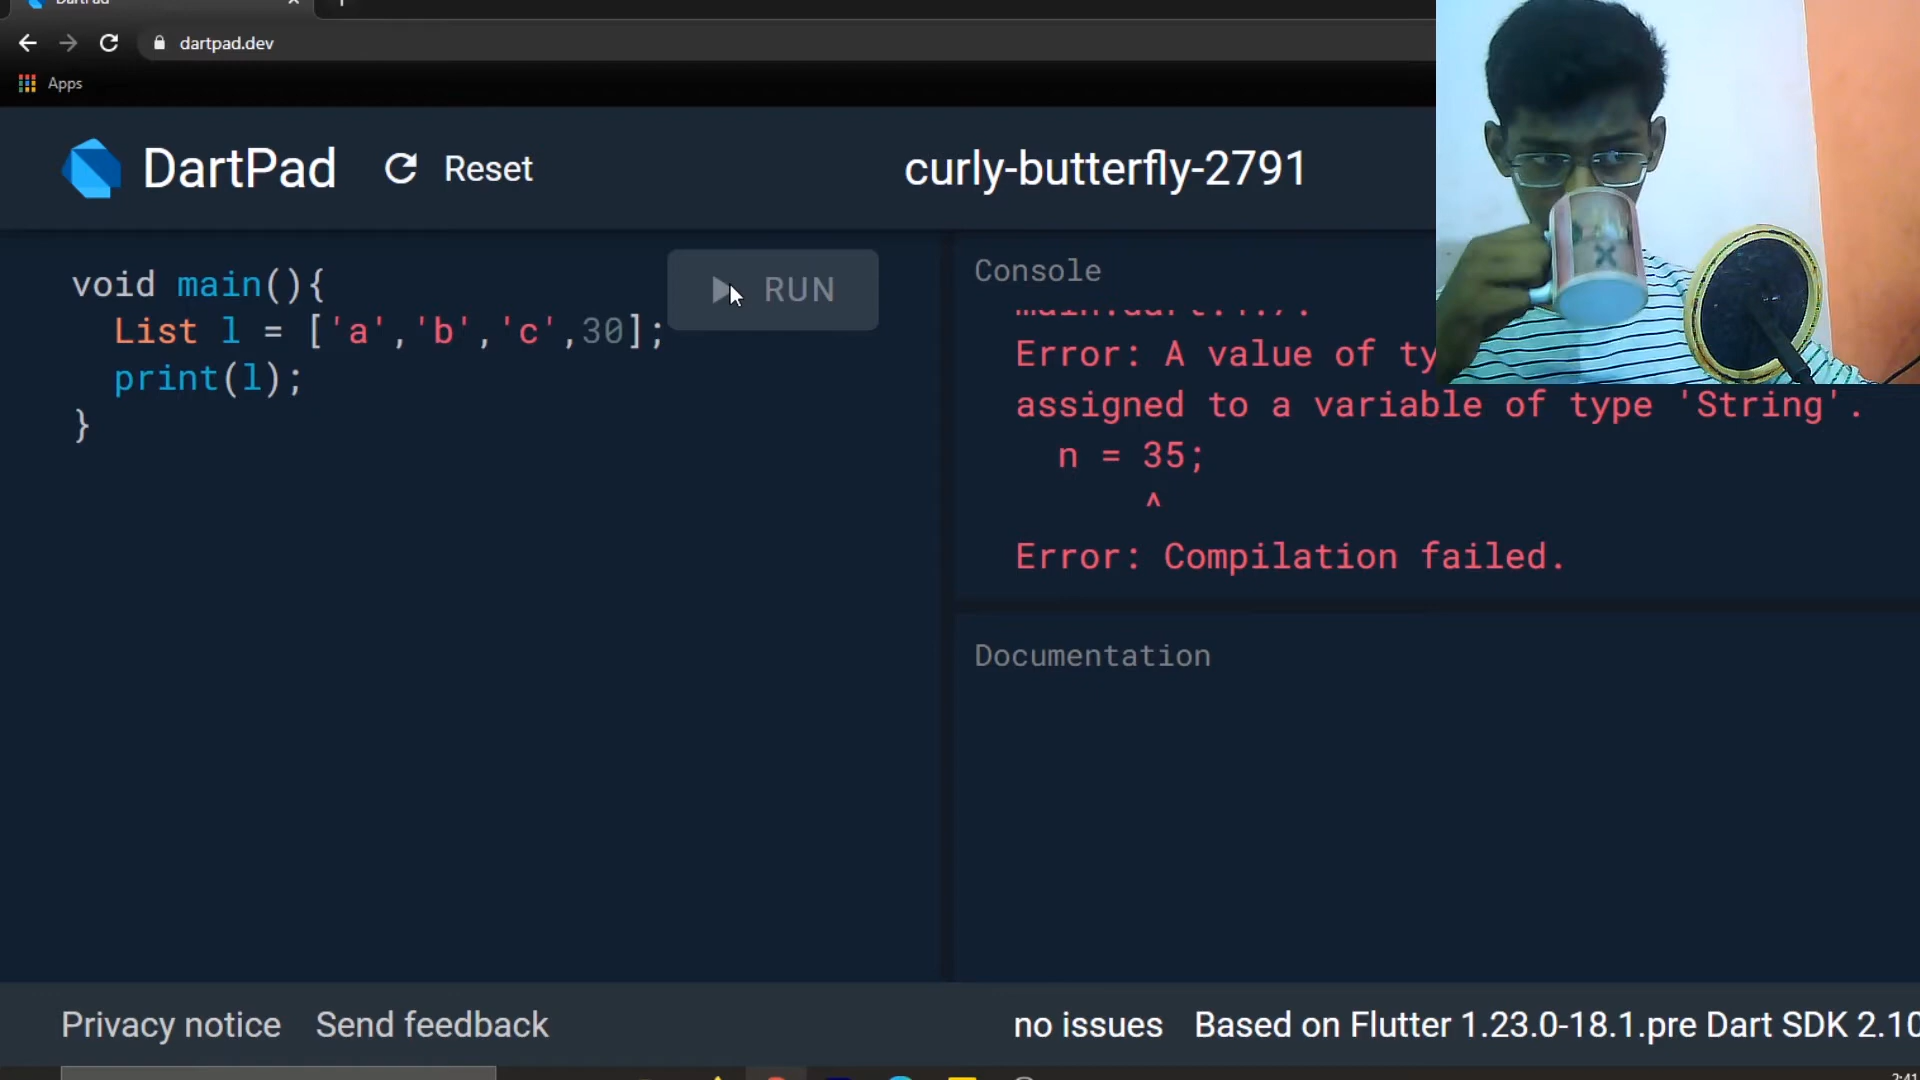 dartpad.dev
Apps
DartPad
Reset
curly-butterfly-2791
void main(){
List l = ['a','b','c',30];
print(l);
}
RUN
Console
Error: A value of
assigned to a variable of type 'String'.
n = 35;
^
Error: Compilation failed.
Documentation
Privacy notice
Send feedback
no issues
Based on Flutter 1.23.0-18.1.pre Dart SDK 2.10